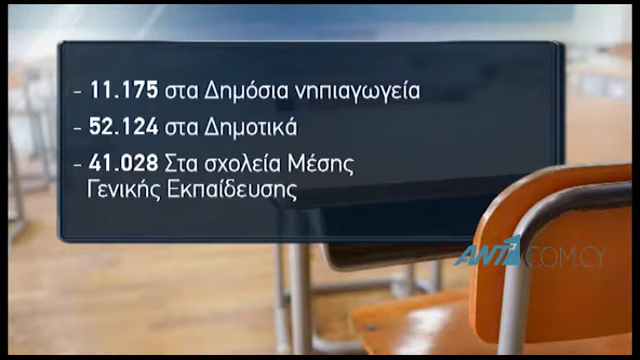 - 11.175 στα Δημόσια νηπιαγωγεία
- 52.124 στα Δημοτικά
- 41.028 Στα σχολεία Μέσης
Γενικής Εκπαίδευσης
ANT1.COM.CY